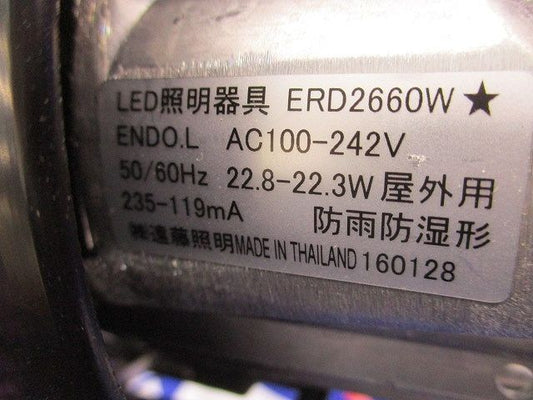 LED照明器具 ERD2660W★
ENDO.L AC100-242V
50/60Hz 22.8-22.3W屋外用
235-119mA 防雨防湿形
㈱遠藤照明MADE IN THAILAND 160128